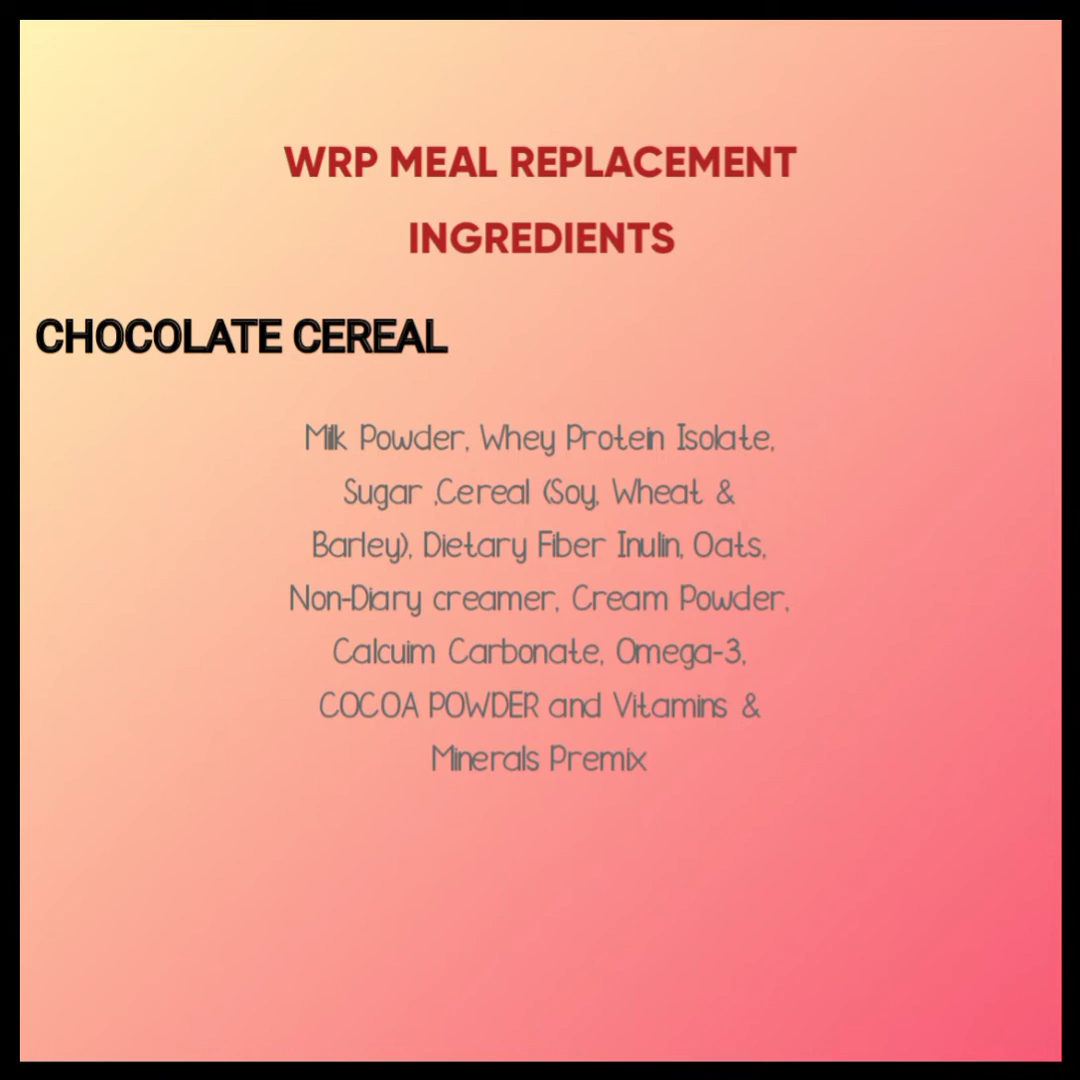 WRP MEAL REPLACEMENT
INGREDIENTS
CHOCOLATE CEREAL
Milk Powder, Whey Protein Isolate,
Sugar ,Cereal (Soy, Wheat &
Barley), Dietary Fiber Inulin, Oats,
Non-Diary creamer, Cream Powder,
Calcuim Carbonate, Omega-3,
COCOA POWDER and Vitamins &
Minerals Premix